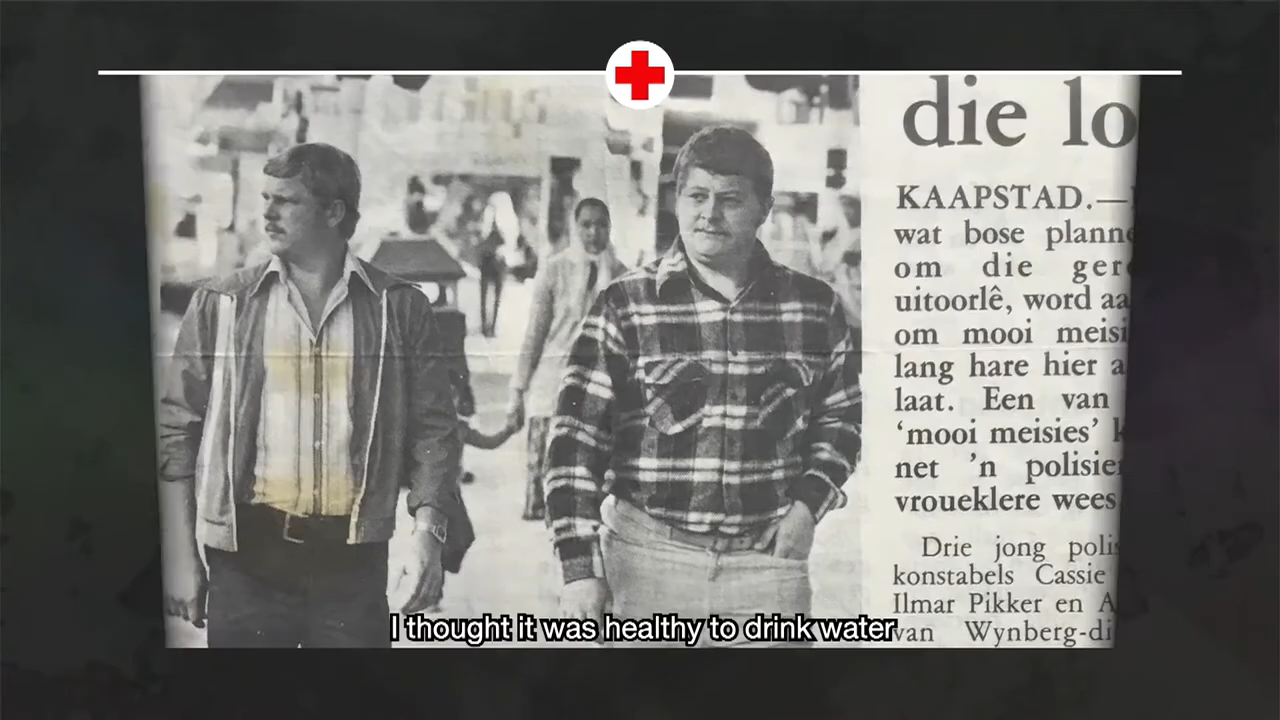 die lo
KAAPSTAD.—
wat bose plann
om die ger
uitoorlê, word aa
om mooi meisi
lang hare hier a
laat. Een van
‘mooi meisies’ k
net ’n polisie
vroueklere wees
Drie jong polis
konstabels Cassie
Ilmar Pikker en A
van Wynberg-di
I thought it was healthy to drink water